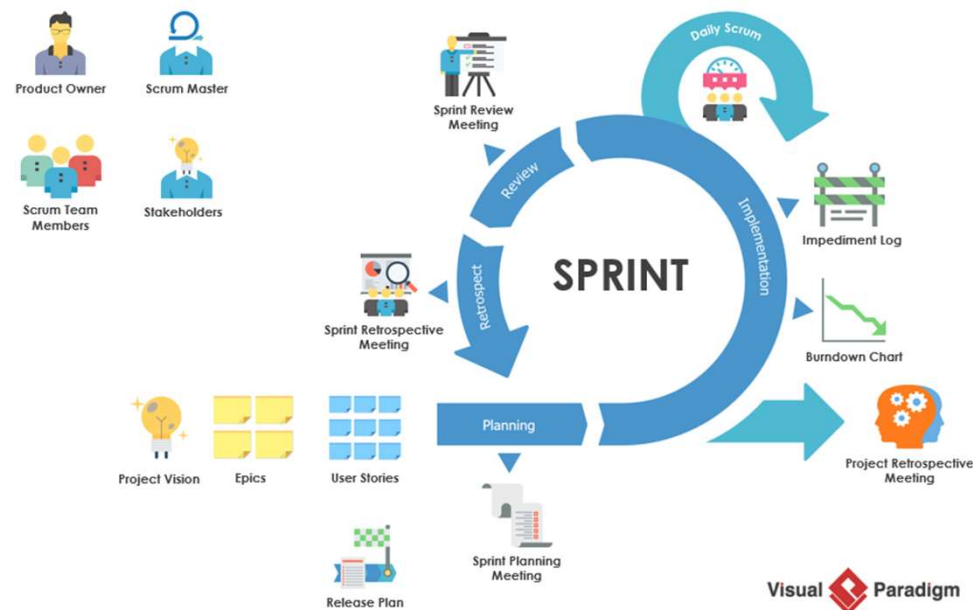 Product Owner
Scrum Master
Scrum Team
Members
Stakeholders
Sprint Review
Meeting
Daily Scrum
Review
Implementation
Impediment Log
SPRINT
Retrospect
Sprint Retrospective
Meeting
Burndown Chart
Planning
Project Vision
Epics
User Stories
Project Retrospective
Meeting
Sprint Planning
Meeting
Release Plan
Visual Paradigm